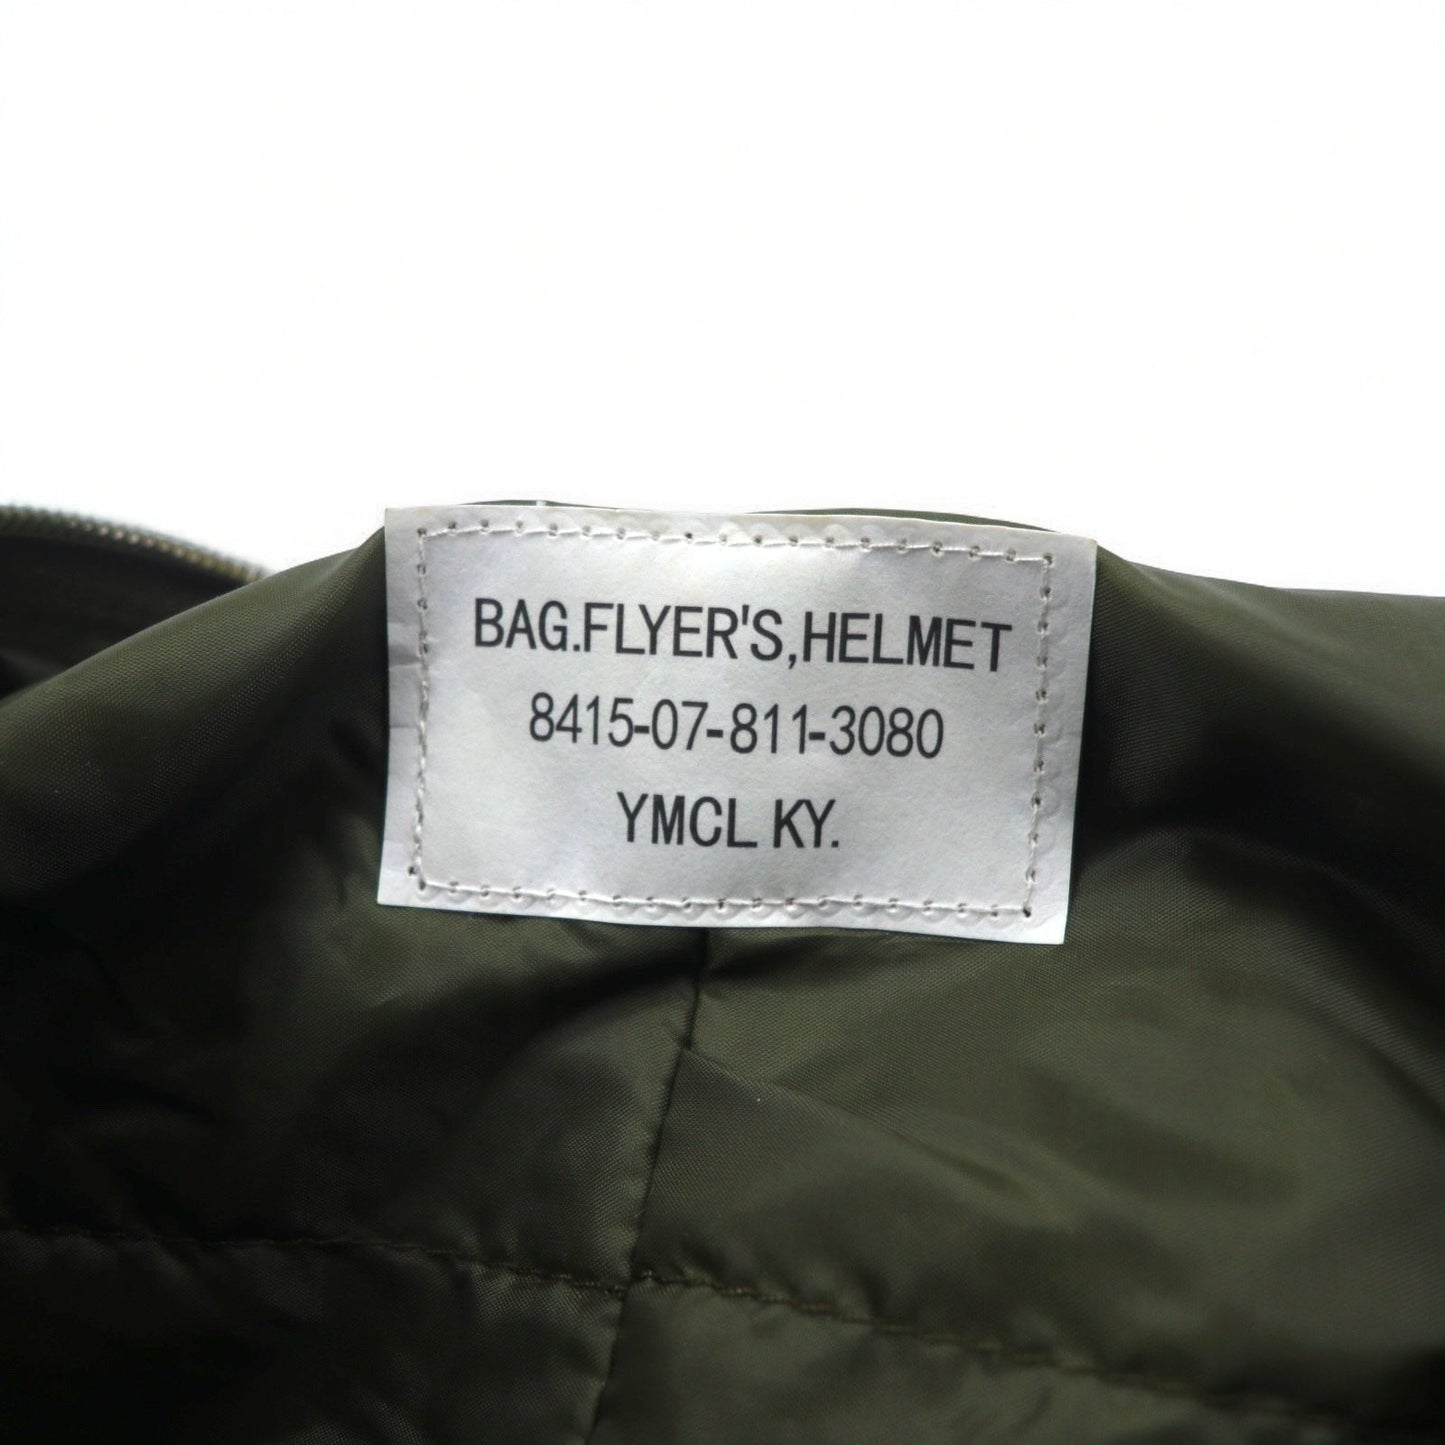 BAG.FLYER'S,HELMET
8415-07-811-3080
YMCL KY.